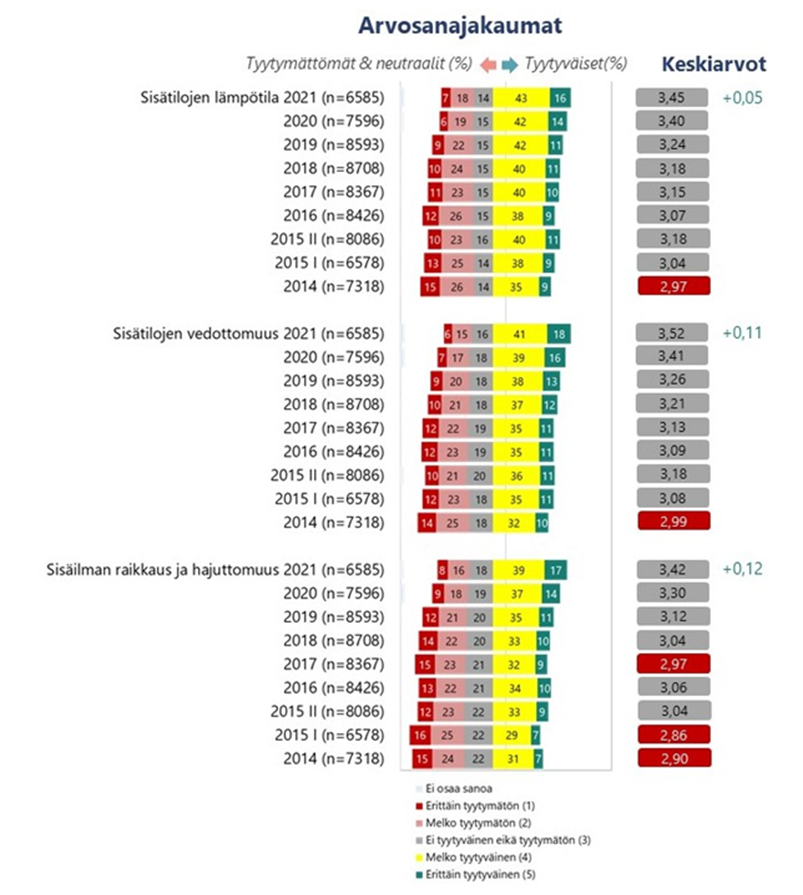 Arvosanajakaumat
Tyytymättömät & neutraalit (%) Tyytyväiset(%) Keskiarvot
Sisätilojen lämpötila 2021 (n=6585) 7 18 14 43 16 3,45 +0,05
2020 (n=7596) 6 19 15 42 14 3,40
2019 (n=8593) 9 22 15 42 11 3,24
2018 (n=8708) 10 24 15 40 11 3,18
2017 (n=8367) 11 23 15 40 10 3,15
2016 (n=8426) 12 26 15 38 9 3,07
2015 II (n=8086) 10 23 16 40 11 3,18
2015 I (n=6578) 13 25 14 38 9 3,04
2014 (n=7318) 15 26 14 35 9 2,97
Sisätilojen vedottomuus 2021 (n=6585) 6 15 16 41 18 3,52 +0,11
2020 (n=7596) 7 17 18 39 16 3,41
2019 (n=8593) 9 20 18 38 13 3,26
2018 (n=8708) 10 21 18 37 12 3,21
2017 (n=8367) 12 22 19 35 11 3,13
2016 (n=8426) 12 23 19 35 11 3,09
2015 II (n=8086) 10 21 20 36 11 3,18
2015 I (n=6578) 12 23 18 35 11 3,08
2014 (n=7318) 14 25 18 32 10 2,99
Sisäilman raikkaus ja hajuttomuus 2021 (n=6585) 8 16 18 39 17 3,42 +0,12
2020 (n=7596) 9 18 19 37 14 3,30
2019 (n=8593) 12 21 20 35 11 3,12
2018 (n=8708) 14 22 20 33 10 3,04
2017 (n=8367) 15 23 21 32 9 2,97
2016 (n=8426) 13 22 21 34 10 3,06
2015 II (n=8086) 12 23 22 33 9 3,04
2015 I (n=6578) 16 25 22 29 7 2,86
2014 (n=7318) 15 24 22 31 7 2,90
Ei osaa sanoa
Erittäin tyytymätön (1)
Melko tyytymätön (2)
Ei tyytyväinen eikä tyytymätön (3)
Melko tyytyväinen (4)
Erittäin tyytyväinen (5)